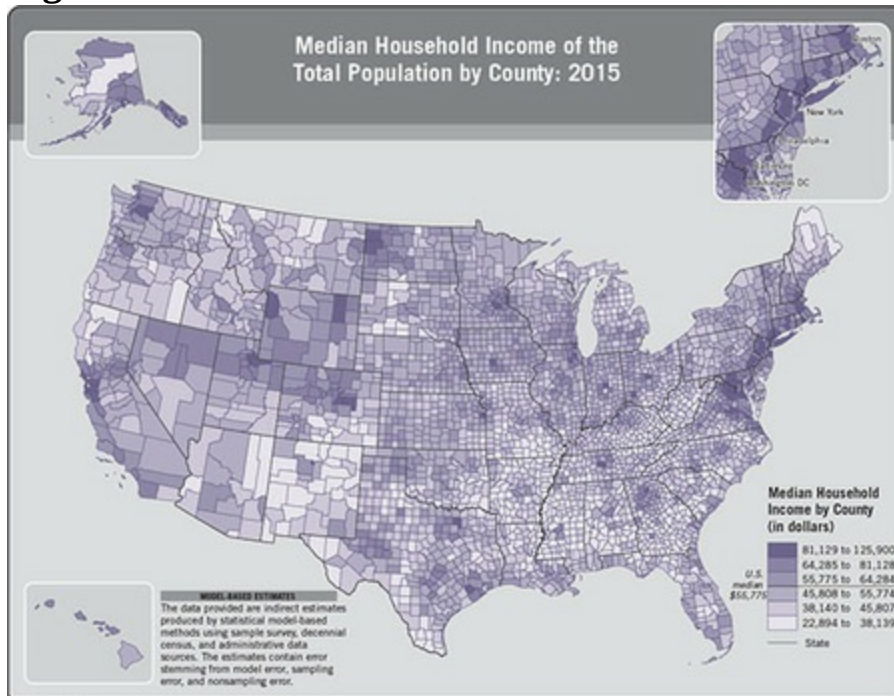 Median Household Income of the
Total Population by County: 2015
New York
Philadelphia
Washington DC
Median Household
Income by County
(in dollars)
81,129 to 125,900
64,285 to 81,128
55,775 to 64,284
U.S.
median
$55,775
45,808 to 55,774
38,140 to 45,807
22,894 to 38,139
State
MODEL-BASED ESTIMATES
The data provided are indirect estimates
produced by statistical model-based
methods using sample survey, decennial
census, and administrative data
sources. The estimates contain error
stemming from model error, sampling
error, and nonsampling error.